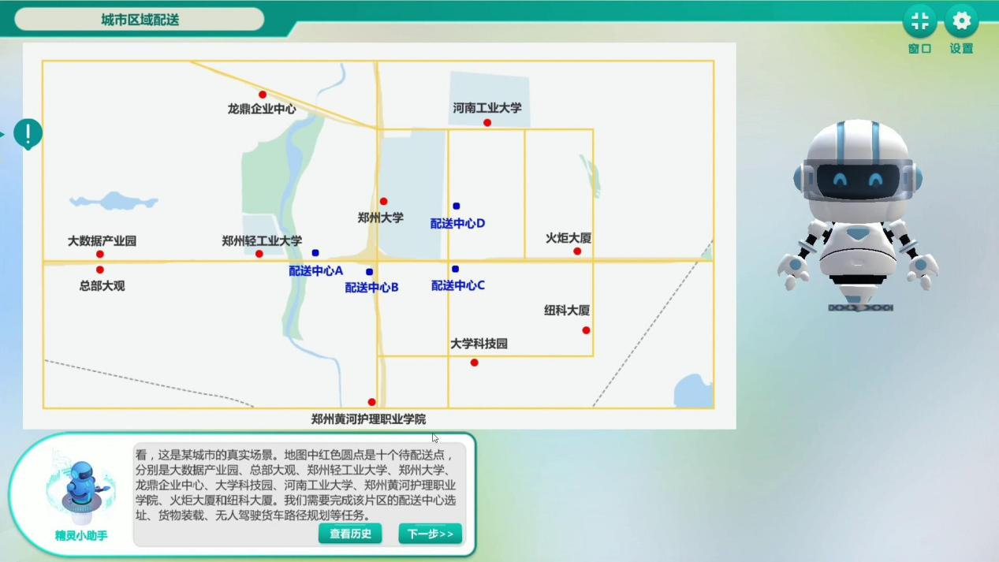 城市区域配送
窗口
设置
龙鼎企业中心
河南工业大学
郑州大学
配送中心D
大数据产业园
郑州轻工业大学
火炬大厦
配送中心A
总部大观
配送中心B
配送中心C
纽科大厦
大学科技园
郑州黄河护理职业学院
看，这是某城市的真实场景。地图中红色圆点是十个待配送点，
分别是大数据产业园、总部大观、郑州轻工业大学、郑州大学、
龙鼎企业中心、大学科技园、河南工业大学、郑州黄河护理职业
学院、火炬大厦和纽科大厦。我们需要完成该片区的配送中心选
址、货物装载、无人驾驶货车路径规划等任务。
精灵小助手
查看历史
下一步>>